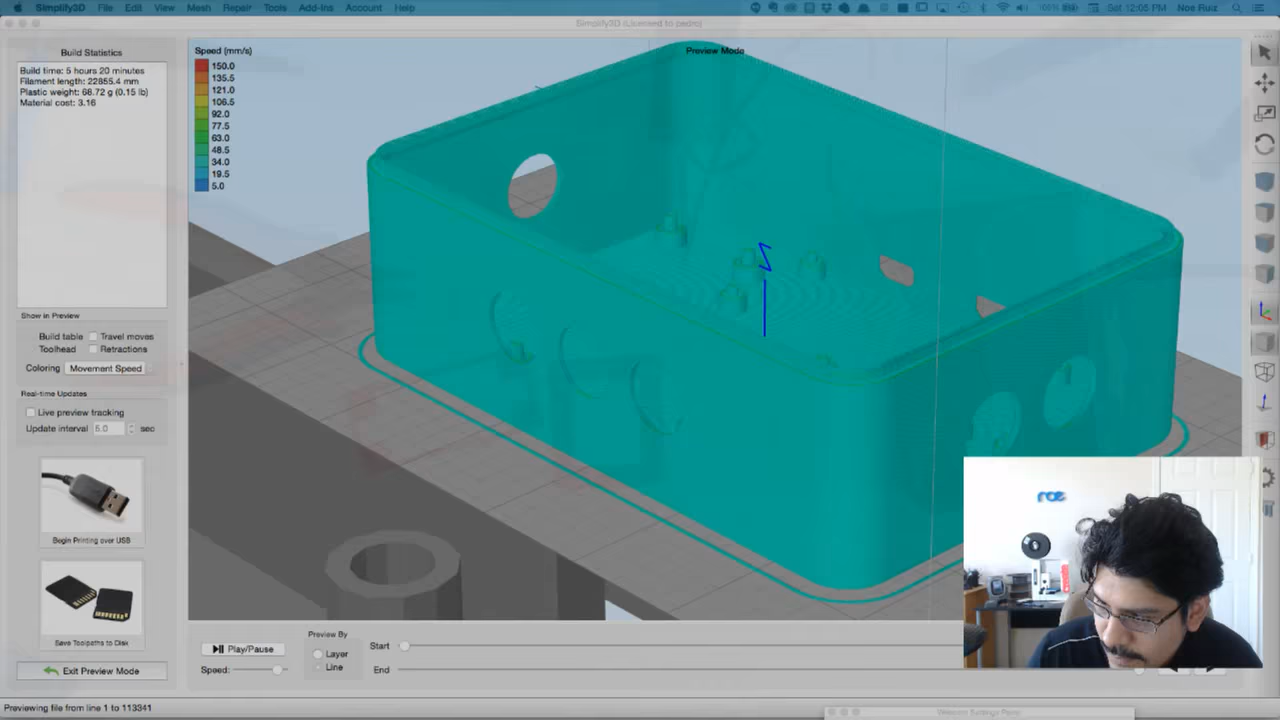 Simplify3D File Edit View Mesh Repair Tools Add-Ins Account Help 100% Sat 12:05 PM Noe Ruiz
Simplify3D (Licensed to pedro)
Build Statistics
Build time: 5 hours 20 minutes
Filament length: 22855.4 mm
Plastic weight: 68.72 g (0.15 lb)
Material cost: 3.16
Speed (mm/s)
150.0
135.5
121.0
106.5
92.0
77.5
63.0
48.5
34.0
19.5
5.0
Preview Mode
Z
Show in Preview
Build table Travel moves
Toolhead Retractions
Coloring Movement Speed
Real-time Updates
Live preview tracking
Update interval 5.0 sec
Begin Printing over USB
Save Toolpaths to Disk
Exit Preview Mode
Play/Pause
Speed:
Preview By
Layer
Line
Start
End
noe
Previewing file from line 1 to 113341